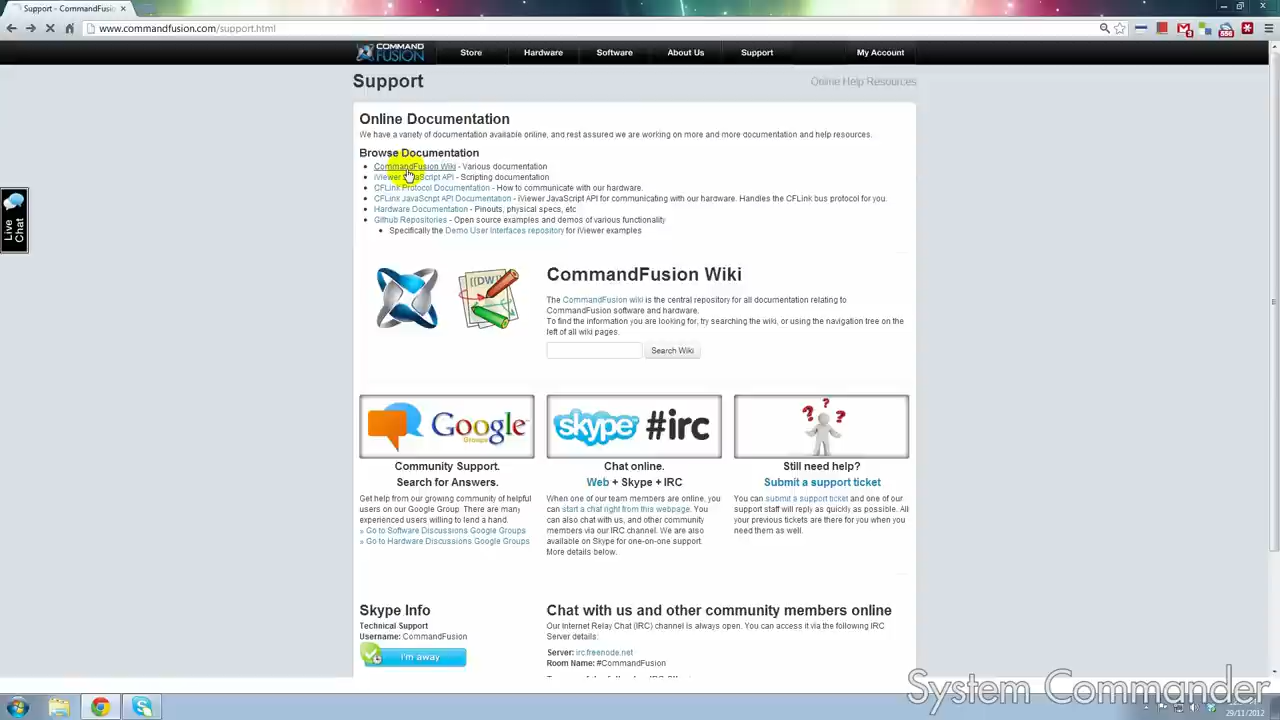 Support - CommandFusion
www.commandfusion.com/support.html
COMMAND FUSION
Store
Hardware
Software
About Us
Support
My Account
Support
Online Help Resources
Online Documentation
We have a variety of documentation available online, and rest assured we are working on more and more documentation and help resources.
Browse Documentation
CommandFusion Wiki - Various documentation
iViewer JavaScript API - Scripting documentation
CFLink Protocol Documentation - How to communicate with our hardware.
CFLink JavaScript API Documentation - iViewer JavaScript API for communicating with our hardware. Handles the CFLink bus protocol for you.
Hardware Documentation - Pinouts, physical specs, etc
Github Repositories - Open source examples and demos of various functionality
Specifically the Demo User Interfaces repository for iViewer examples
Live Chat
[[DW]]
CommandFusion Wiki
The CommandFusion wiki is the central repository for all documentation relating to
CommandFusion software and hardware.
To find the information you are looking for, try searching the wiki, or using the navigation tree on the
left of all wiki pages.
Search Wiki
Google
Groups
skype #irc
Community Support.
Search for Answers.
Get help from our growing community of helpful
users on our Google Group. There are many
experienced users willing to lend a hand.
» Go to Software Discussions Google Groups
» Go to Hardware Discussions Google Groups
Chat online.
Web + Skype + IRC
When one of our team members are online, you
can start a chat right from this webpage. You
can also chat with us, and other community
members via our IRC channel. We are also
available on Skype for one-on-one support.
More details below.
Still need help?
Submit a support ticket
You can submit a support ticket and one of our
support staff will reply as quickly as possible. All
your previous tickets are there for you when you
need them as well.
Skype Info
Technical Support
Username: CommandFusion
I'm away
Chat with us and other community members online
Our Internet Relay Chat (IRC) channel is always open. You can access it via the following IRC
Server details:
Server: irc.freenode.net
Room Name: #CommandFusion
System Commander
29/11/2012